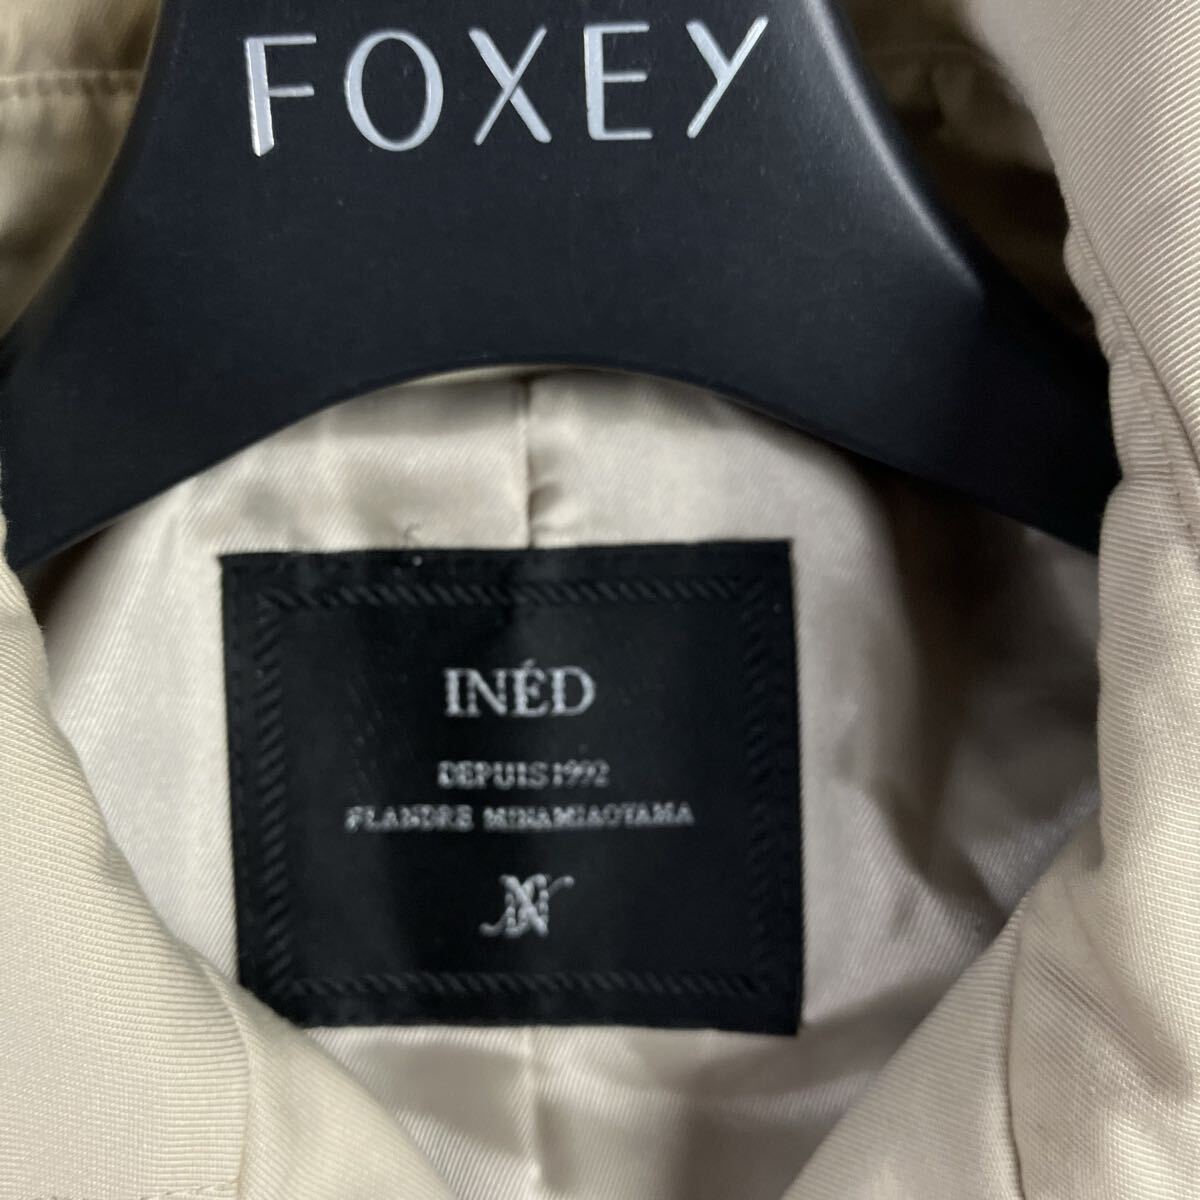 FOXEY
INÉD
DEPUIS 1992
FLANDRE MINAMIAOYAMA